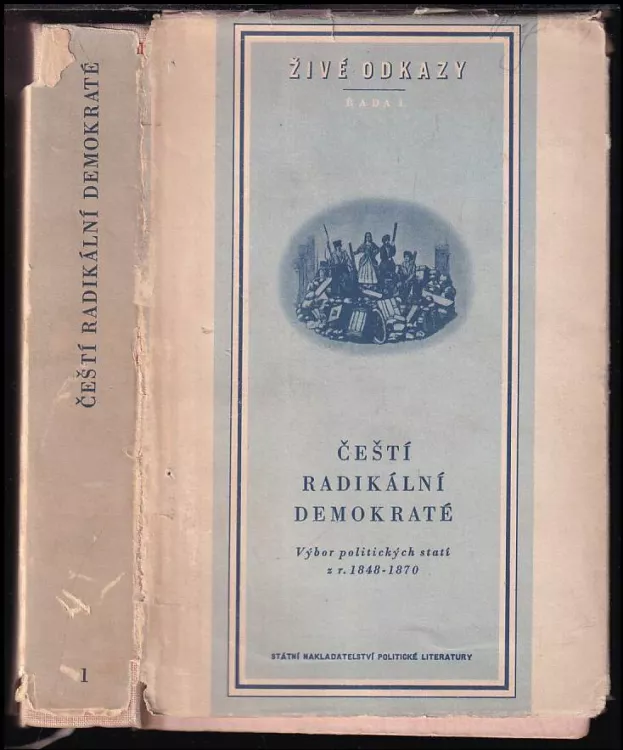 ČEŠTÍ RADIKÁLNÍ DEMOKRATÉ
1
ŽIVÉ ODKAZY
ŘADA I.
ČEŠTÍ
RADIKÁLNÍ
DEMOKRATÉ
Výbor politických statí
z r. 1848-1870
STÁTNÍ NAKLADATELSTVÍ POLITICKÉ LITERATURY